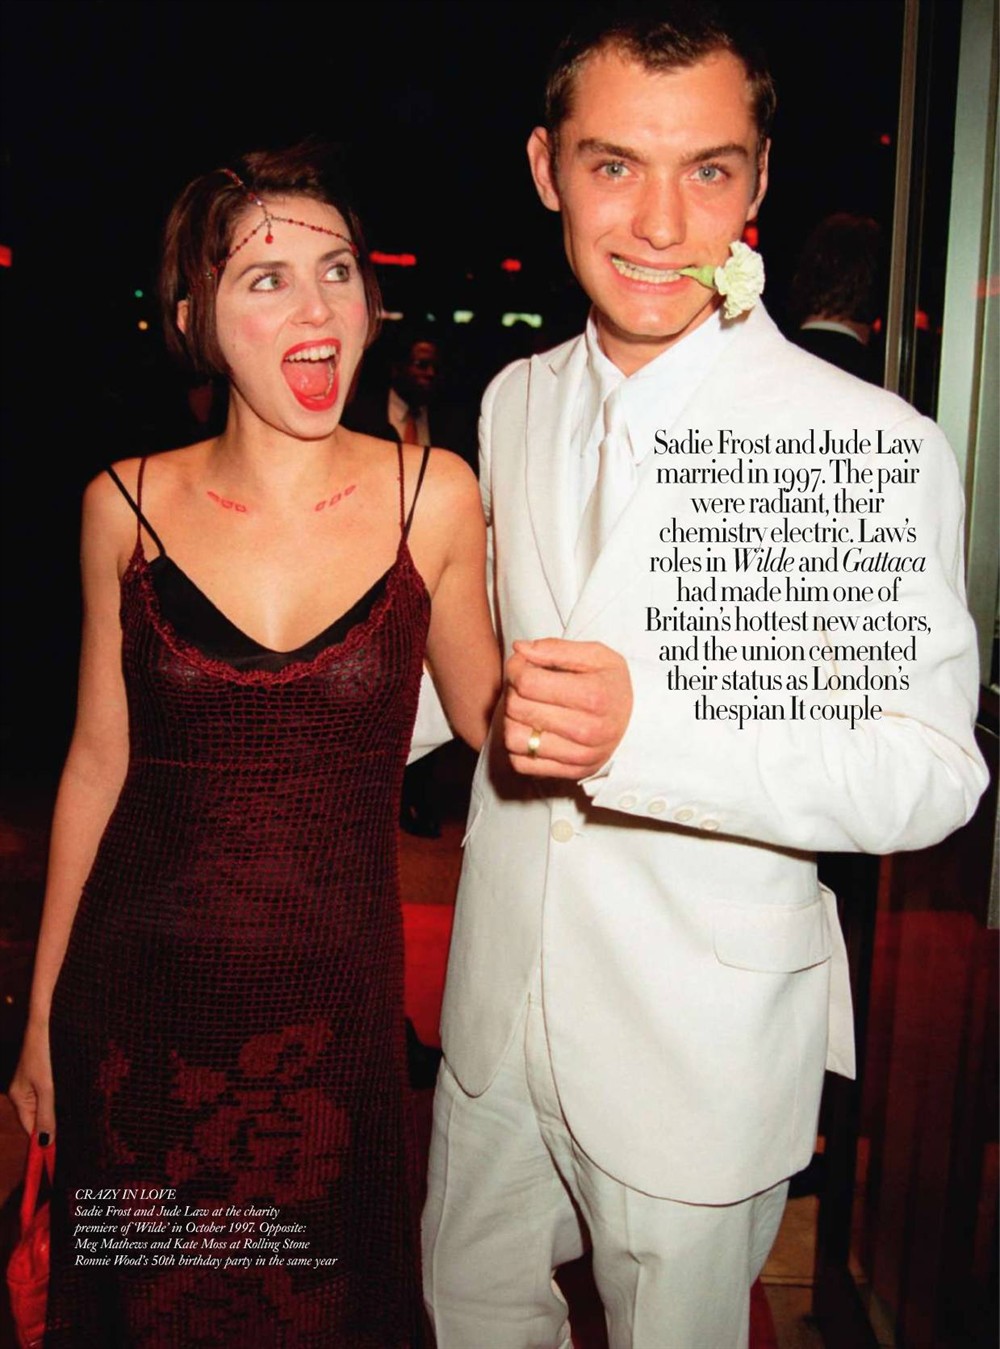 Sadie Frost and Jude Law
married in 1997. The pair
were radiant, their
chemistry electric. Law's
roles in Wilde and Gattaca
had made him one of
Britain's hottest new actors,
and the union cemented
their status as London's
thespian It couple
CRAZY IN LOVE
Sadie Frost and Jude Law at the charity
premiere of 'Wilde' in October 1997. Opposite:
Meg Mathews and Kate Moss at Rolling Stone
Ronnie Wood's 50th birthday party in the same year